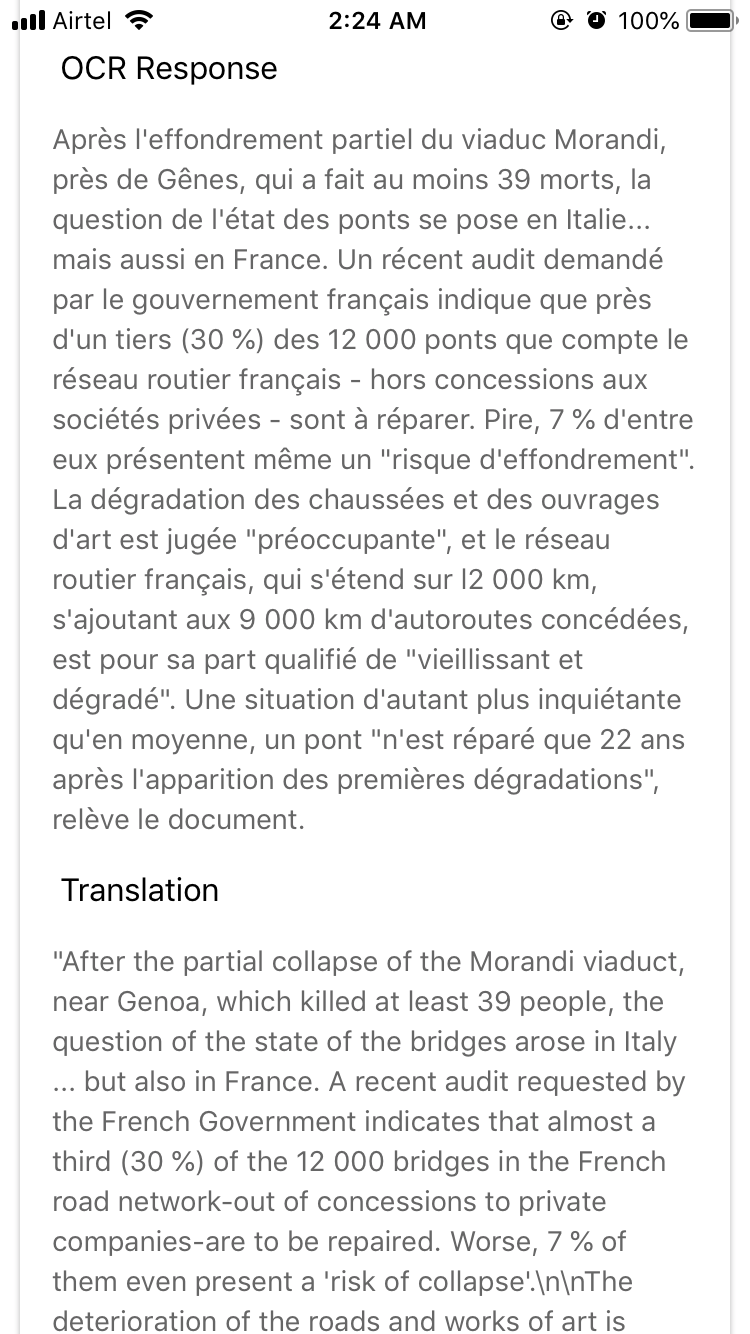 Airtel 2:24 AM 100%
OCR Response
Après l'effondrement partiel du viaduc Morandi,
près de Gênes, qui a fait au moins 39 morts, la
question de l'état des ponts se pose en Italie...
mais aussi en France. Un récent audit demandé
par le gouvernement français indique que près
d'un tiers (30 %) des 12 000 ponts que compte le
réseau routier français - hors concessions aux
sociétés privées - sont à réparer. Pire, 7 % d'entre
eux présentent même un "risque d'effondrement".
La dégradation des chaussées et des ouvrages
d'art est jugée "préoccupante", et le réseau
routier français, qui s'étend sur l2 000 km,
s'ajoutant aux 9 000 km d'autoroutes concédées,
est pour sa part qualifié de "vieillissant et
dégradé". Une situation d'autant plus inquiétante
qu'en moyenne, un pont "n'est réparé que 22 ans
après l'apparition des premières dégradations",
relève le document.
Translation
"After the partial collapse of the Morandi viaduct,
near Genoa, which killed at least 39 people, the
question of the state of the bridges arose in Italy
... but also in France. A recent audit requested by
the French Government indicates that almost a
third (30 %) of the 12 000 bridges in the French
road network-out of concessions to private
companies-are to be repaired. Worse, 7 % of
them even present a 'risk of collapse'.\n\nThe
deterioration of the roads and works of art is